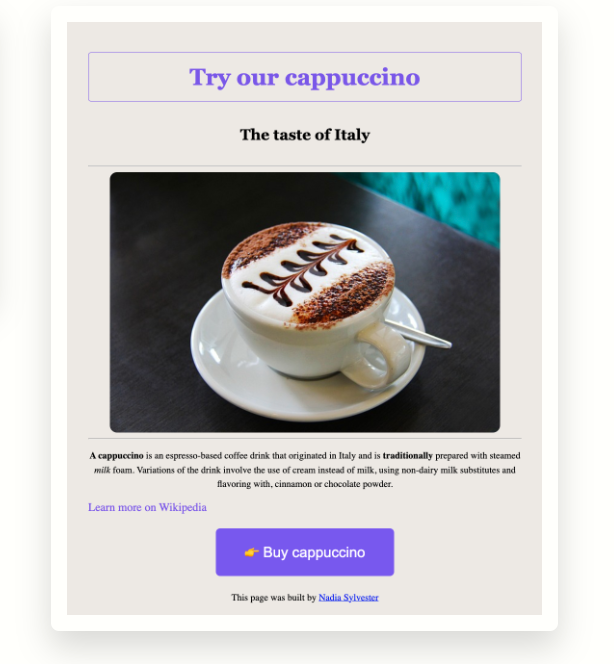 Try our cappuccino
The taste of Italy
A cappuccino is an espresso-based coffee drink that originated in Italy and is traditionally prepared with steamed
milk foam. Variations of the drink involve the use of cream instead of milk, using non-dairy milk substitutes and
flavoring with, cinnamon or chocolate powder.
Learn more on Wikipedia
👉 Buy cappuccino
This page was built by Nadia Sylvester